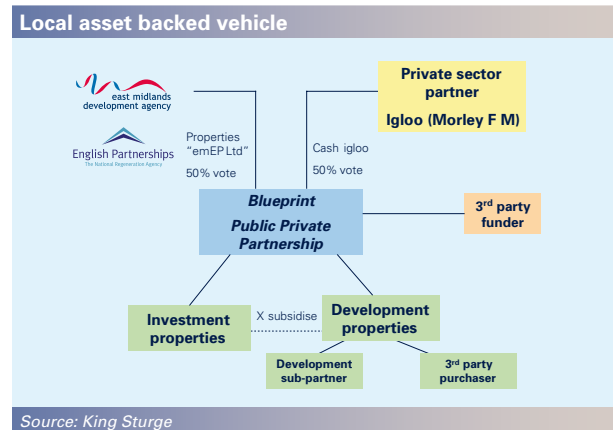 Local asset backed vehicle
east midlands
development agency
English Partnerships
The National Regeneration Agency
Properties
“emEP Ltd“
50% vote
Cash igloo
50% vote
Private sector
partner
Igloo (Morley F M)
Blueprint
Public Private
Partnership
3rd party
funder
Investment
properties
X subsidise
Development
properties
Development
sub-partner
3rd party
purchaser
Source: King Sturge